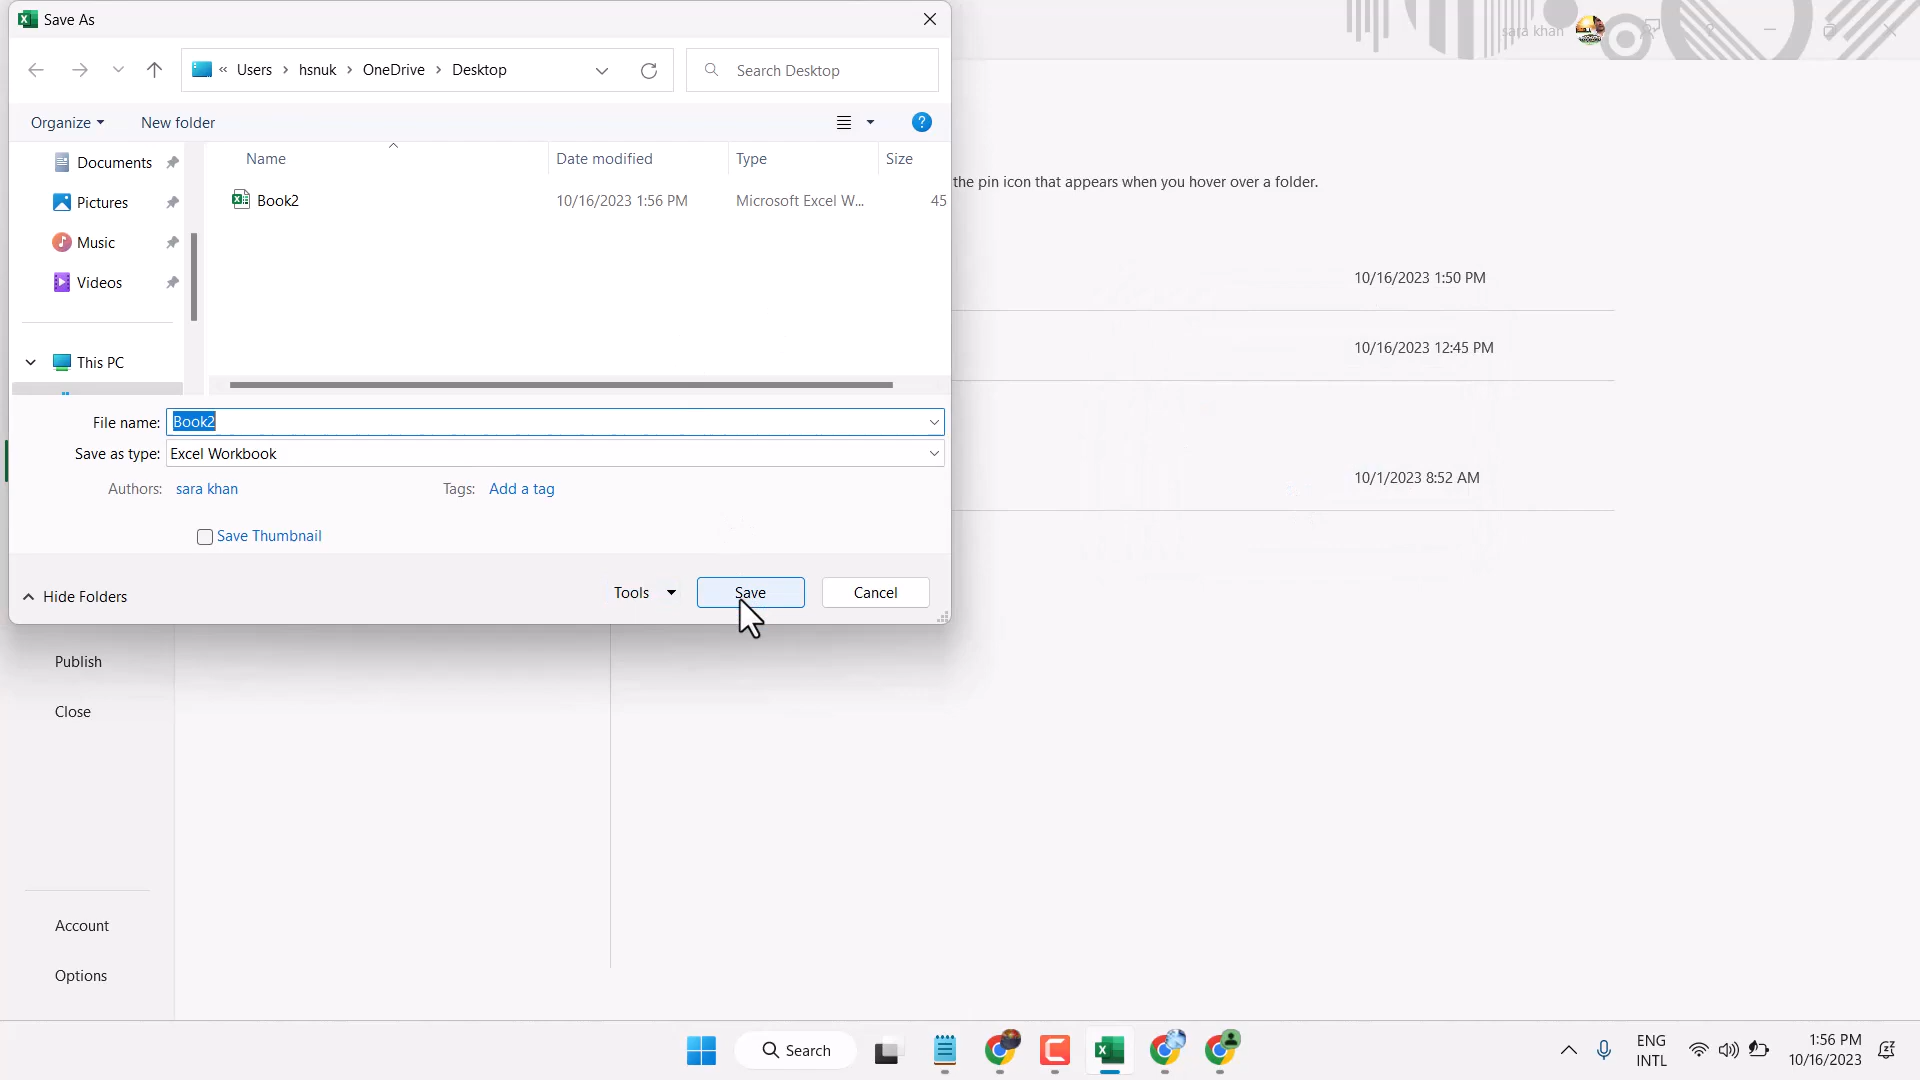 Save As
sara khan
« Users > hsnuk > OneDrive > Desktop
Search Desktop
Organize
New folder
Name
Date modified
Type
Size
Documents
Book2
10/16/2023 1:56 PM
Microsoft Excel W...
45
the pin icon that appears when you hover over a folder.
Pictures
Music
Videos
10/16/2023 1:50 PM
10/16/2023 12:45 PM
This PC
File name: Book2
Save as type: Excel Workbook
Authors: sara khan
Tags: Add a tag
10/1/2023 8:52 AM
Save Thumbnail
Hide Folders
Tools
Save
Cancel
Publish
Close
Account
Options
Search
ENG
INTL
1:56 PM
10/16/2023